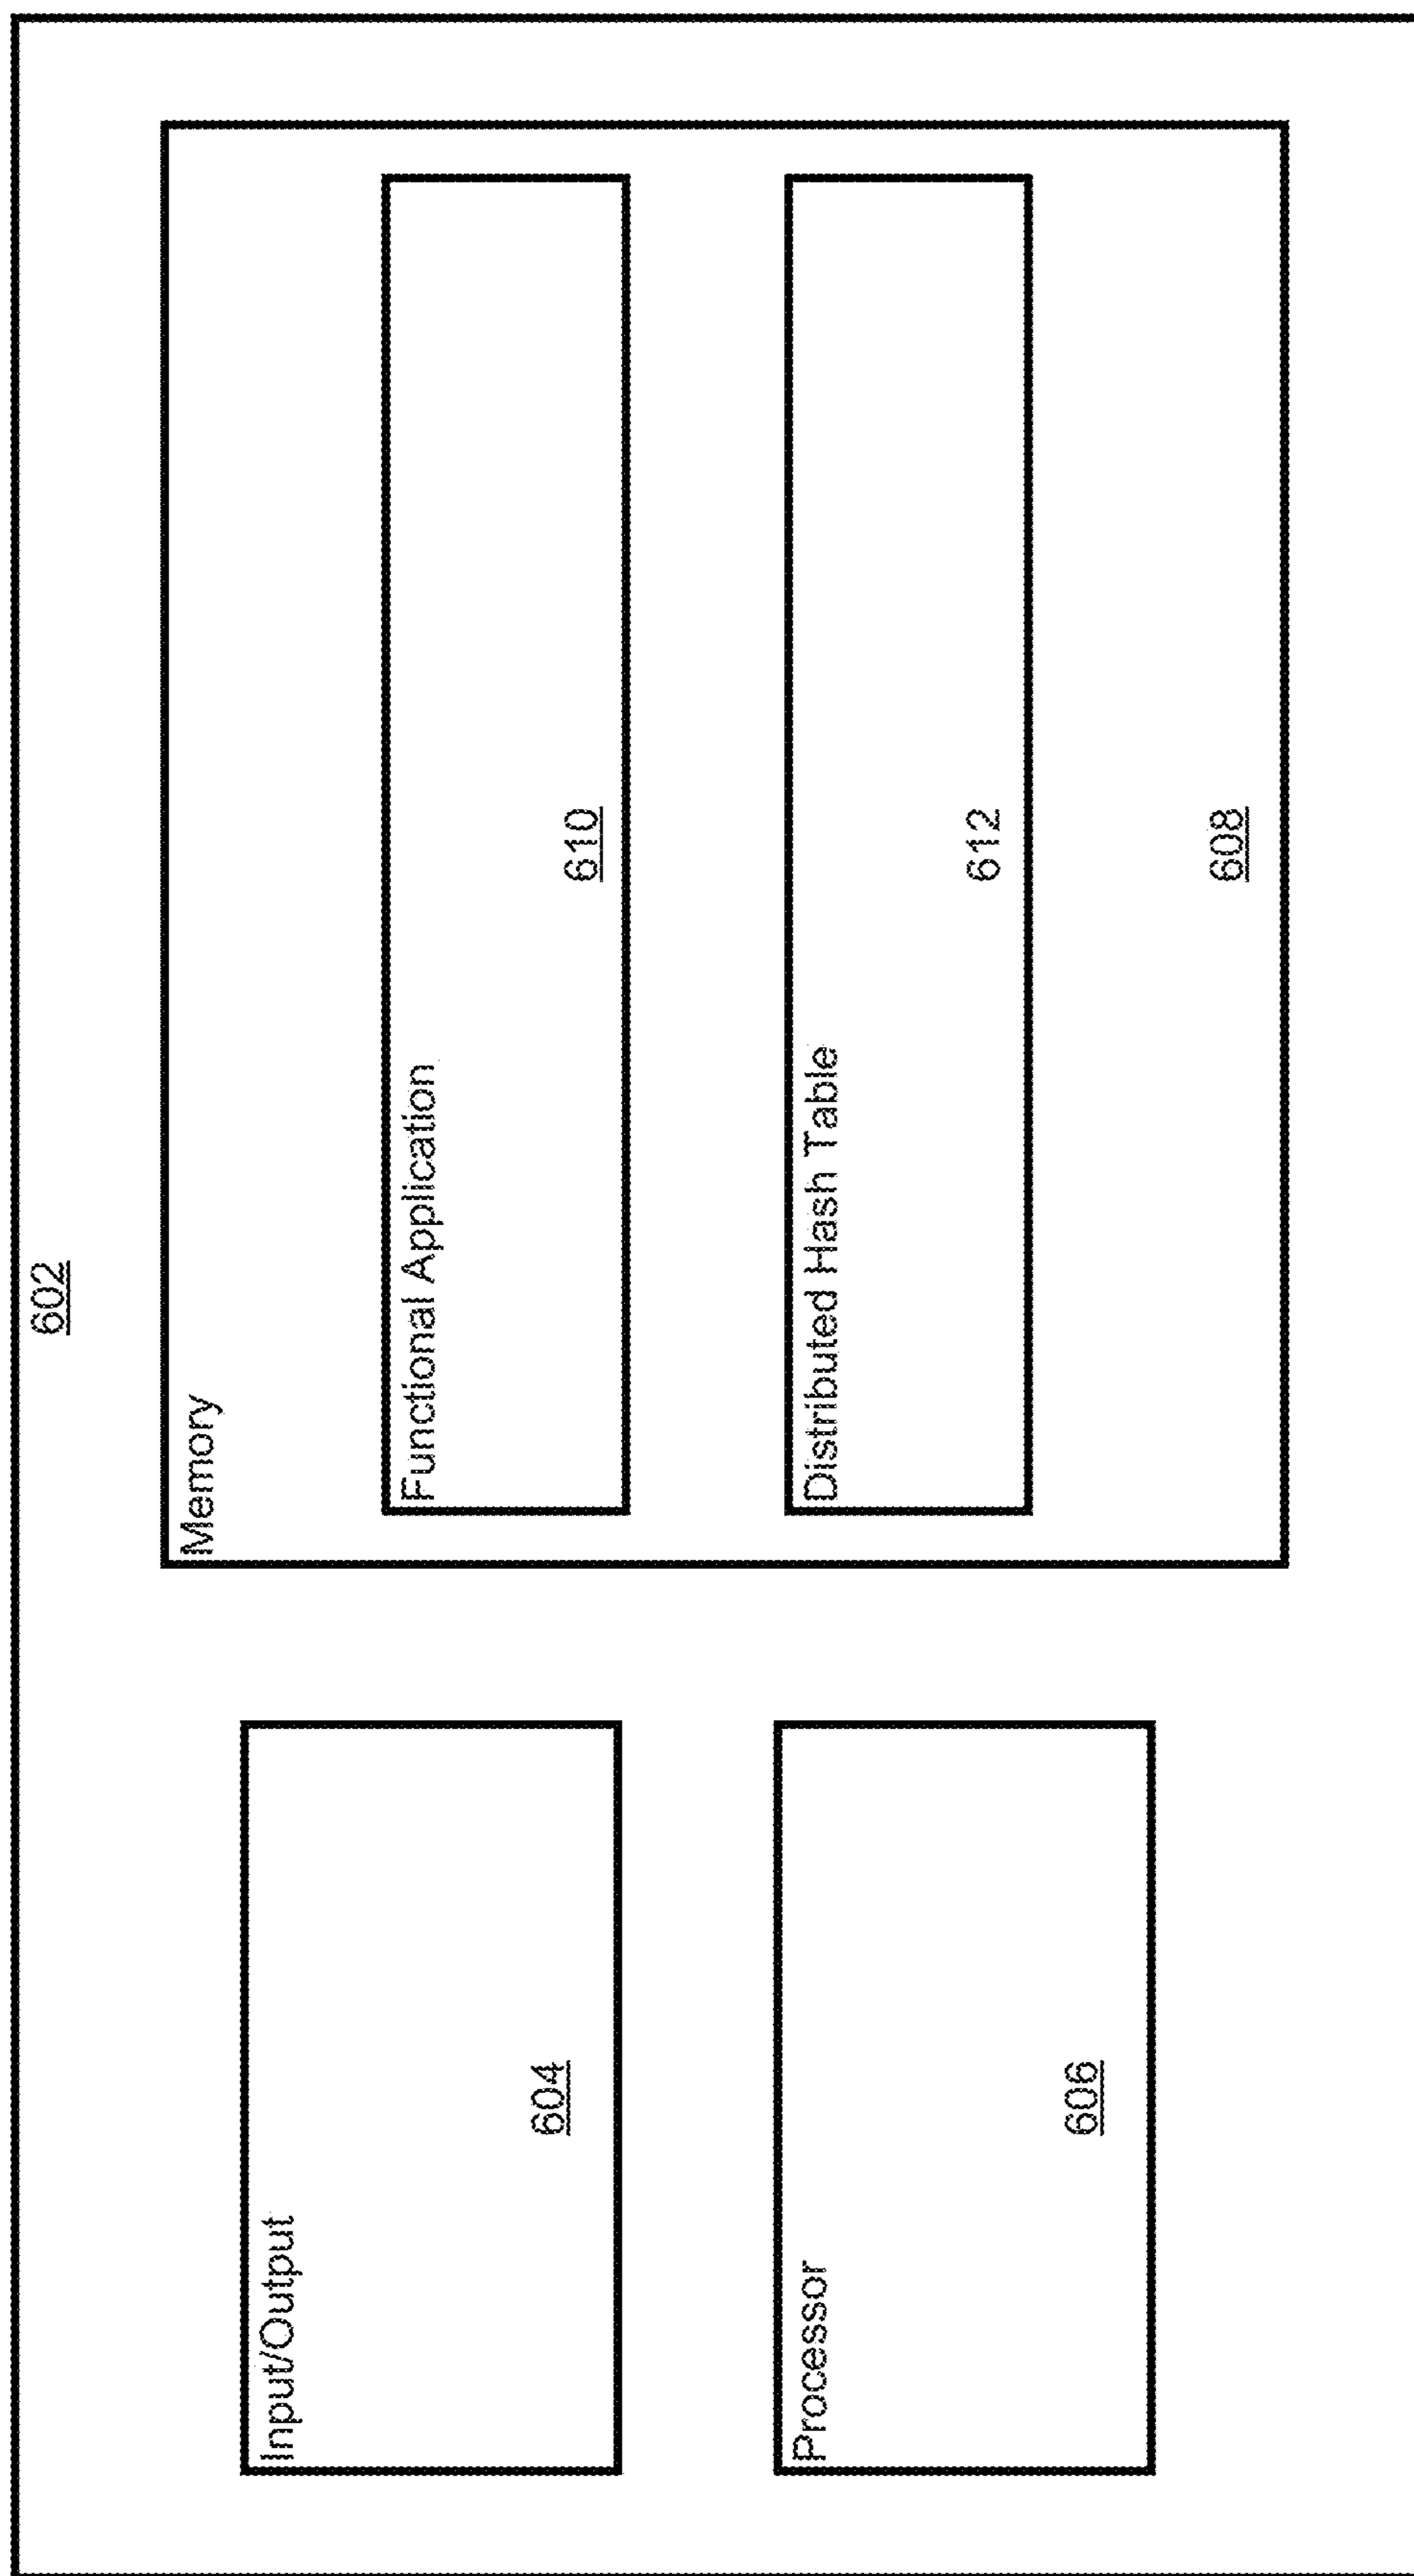 602
Input/Output
604
Processor
606
Memory
Functional Application
610
Distributed Hash Table
612
608